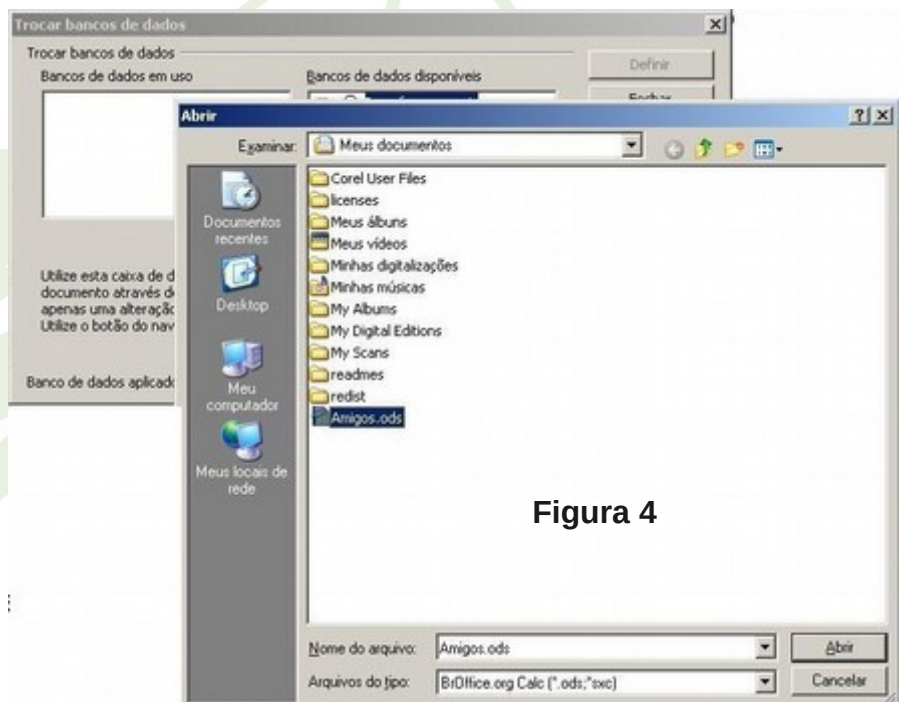 Trocar bancos de dados
Trocar bancos de dados
Bancos de dados em uso
Bancos de dados disponíveis
Definir
Fechar
Utilize esta caixa de d
documento através d
apenas uma alteraçã
Utilize o botão do nav
Banco de dados aplicad
Abrir
Examinar:
Meus documentos
Documentos recentes
Desktop
Meu computador
Meus locais de rede
Corel User Files
licenses
Meus álbuns
Meus vídeos
Minhas digitalizações
Minhas músicas
My Albums
My Digital Editions
My Scans
readmes
redist
Amigos.ods
Figura 4
Nome do arquivo:
Amigos.ods
Abrir
Arquivos do tipo:
BrOffice.org Calc (*.ods;*sxc)
Cancelar